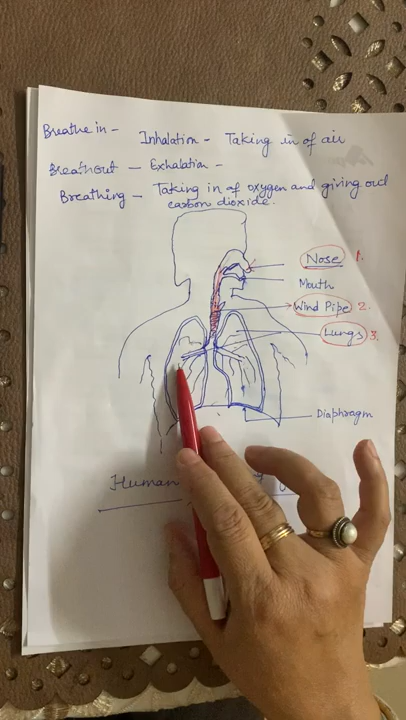 Breathe in - Inhalation - Taking in of air
Breathout - Exhalation -
Breathing - Taking in of oxygen and giving out
carbon dioxide.
Nose 1.
Mouth
Wind Pipe 2.
Lungs 3.
Diaphragm
Human